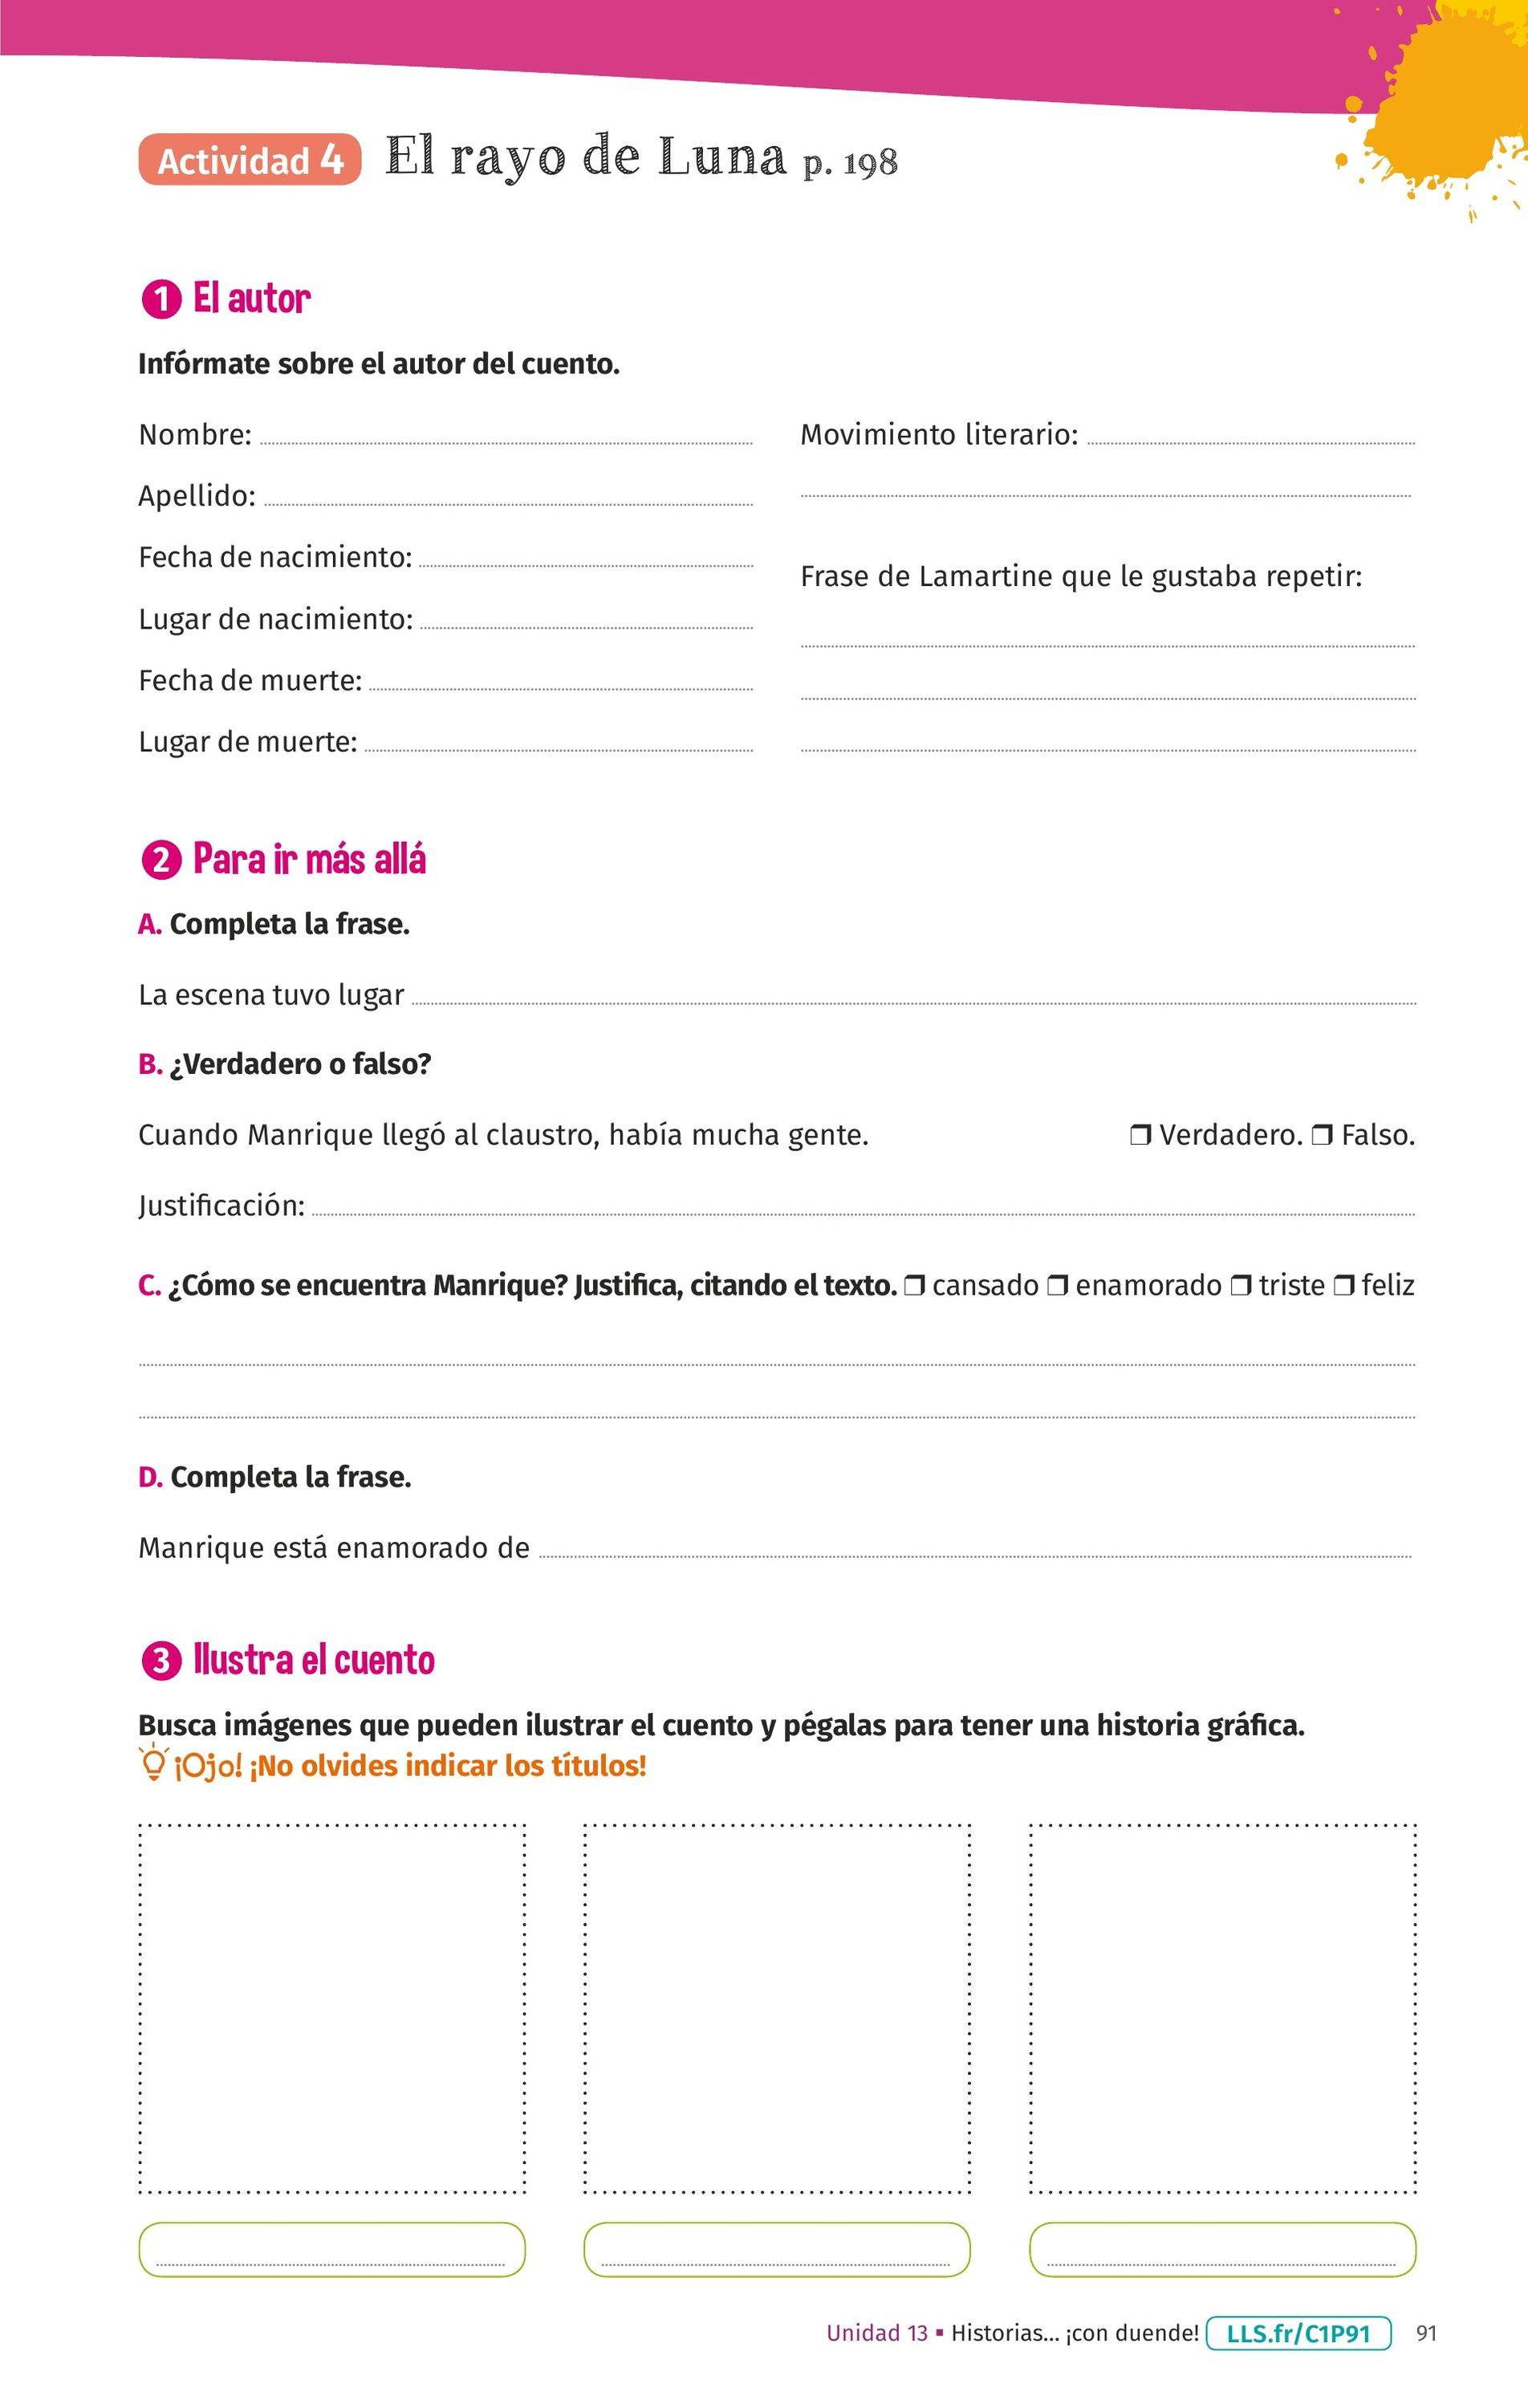 Actividad 4 El rayo de Luna p. 198
1 El autor
Infórmate sobre el autor del cuento.
Nombre:
Apellido:
Fecha de nacimiento:
Lugar de nacimiento:
Fecha de muerte:
Lugar de muerte:
Movimiento literario:
Frase de Lamartine que le gustaba repetir:
2 Para ir más allá
A. Completa la frase.
La escena tuvo lugar
B. ¿Verdadero o falso?
Cuando Manrique llegó al claustro, había mucha gente. ❒ Verdadero. ❒ Falso.
Justificación:
C. ¿Cómo se encuentra Manrique? Justifica, citando el texto. ❒ cansado ❒ enamorado ❒ triste ❒ feliz
D. Completa la frase.
Manrique está enamorado de
3 Ilustra el cuento
Busca imágenes que pueden ilustrar el cuento y pégalas para tener una historia gráfica.
¡Ojo! ¡No olvides indicar los títulos!
Unidad 13 ▪ Historias... ¡con duende! LLS.fr/C1P91 91